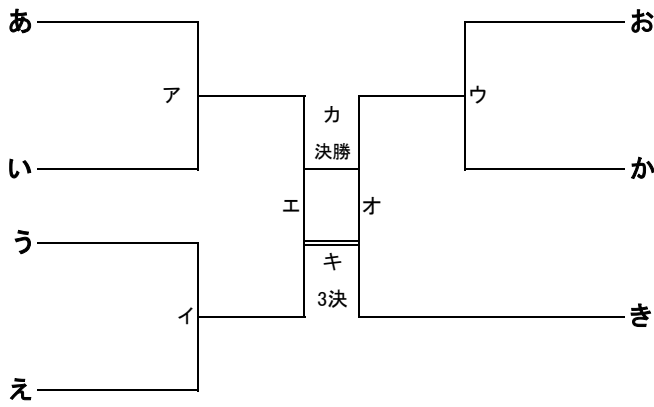 あ
お
ア
ウ
カ
決勝
い
か
エ
オ
う
キ
3決
イ
き
え